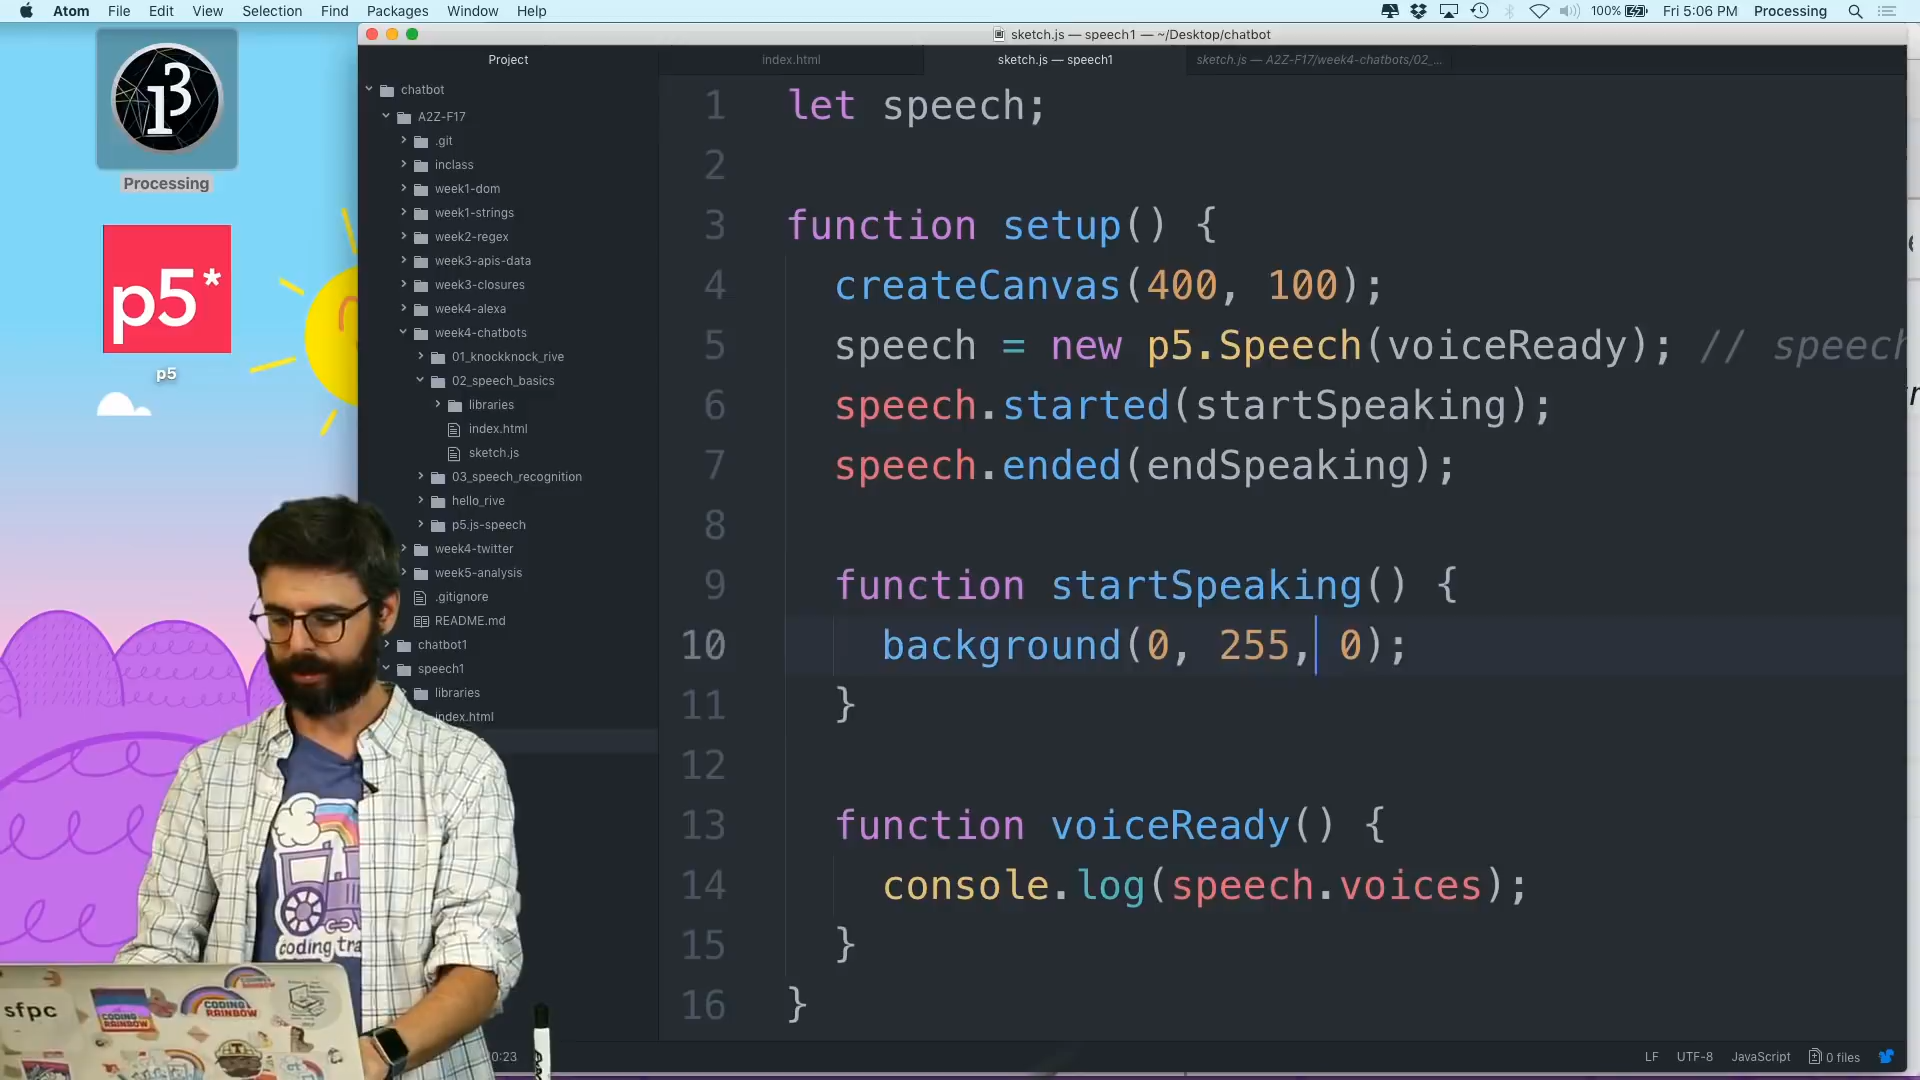 Atom File Edit View Selection Find Packages Window Help
100% Fri 5:06 PM Processing
sketch.js — speech1 — ~/Desktop/chatbot
Project
index.html
sketch.js — speech1
sketch.js — A2Z-F17/week4-chatbots/02_...
Processing
p5*
p5
chatbot
A2Z-F17
.git
inclass
week1-dom
week1-strings
week2-regex
week3-apis-data
week3-closures
week4-alexa
week4-chatbots
01_knockknock_rive
02_speech_basics
libraries
index.html
sketch.js
03_speech_recognition
hello_rive
p5.js-speech
week4-twitter
week5-analysis
.gitignore
README.md
chatbot1
speech1
libraries
index.html
1 let speech;
2
3 function setup() {
4 createCanvas(400, 100);
5 speech = new p5.Speech(voiceReady); // speech
6 speech.started(startSpeaking);
7 speech.ended(endSpeaking);
8
9 function startSpeaking() {
10 background(0, 255, 0);
11 }
12
13 function voiceReady() {
14 console.log(speech.voices);
15 }
16 }
coding tra
sfpc
CODING
RAINBOW
CODING
RAINBOW
0:23
LF UTF-8 JavaScript 0 files